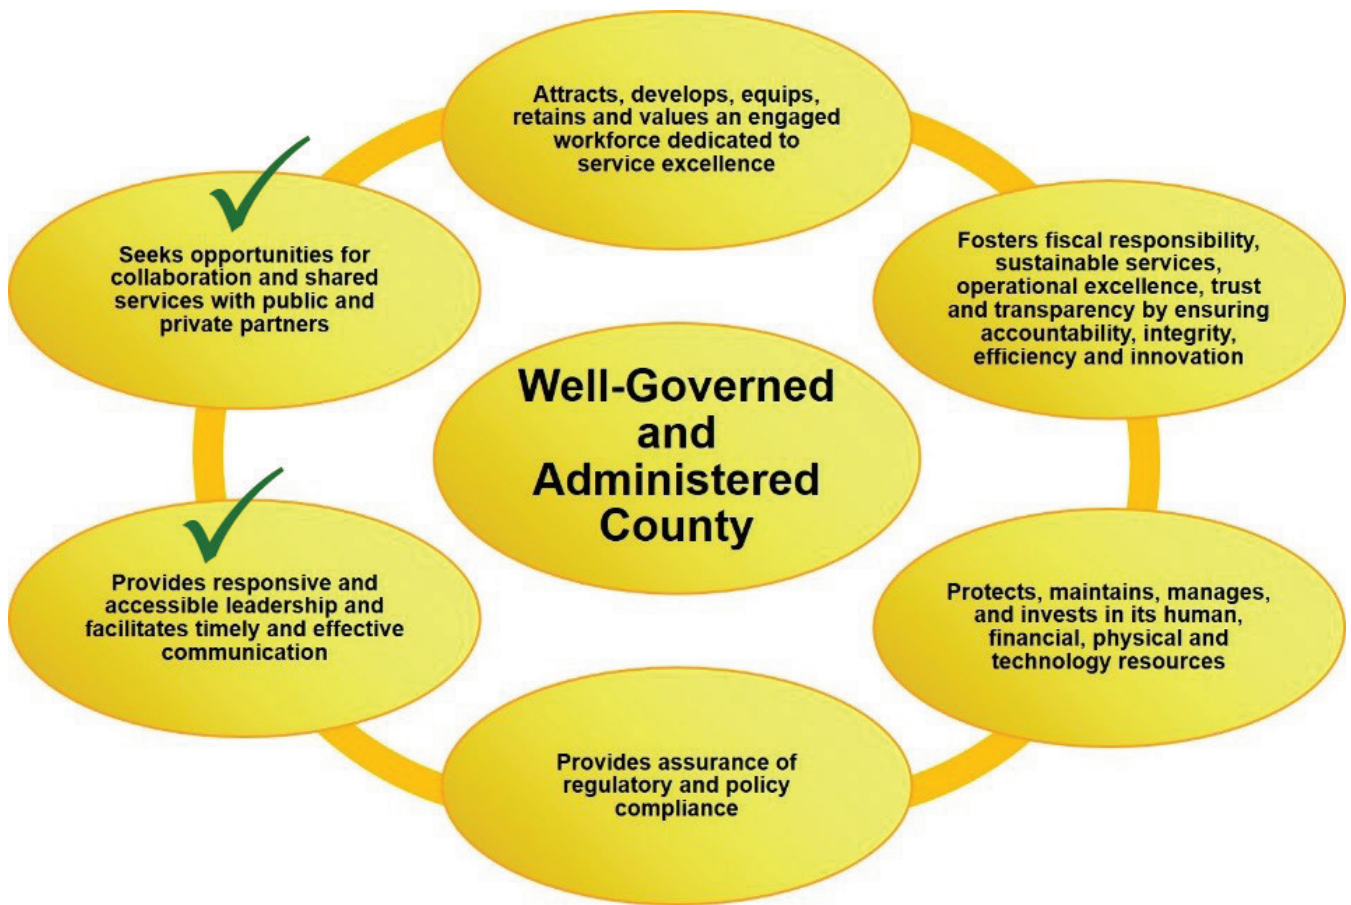 Attracts, develops, equips,
retains and values an engaged
workforce dedicated to
service excellence
Seeks opportunities for
collaboration and shared
services with public and
private partners
Fosters fiscal responsibility,
sustainable services,
operational excellence, trust
and transparency by ensuring
accountability, integrity,
efficiency and innovation
Well-Governed
and
Administered
County
Provides responsive and
accessible leadership and
facilitates timely and effective
communication
Protects, maintains, manages,
and invests in its human,
financial, physical and
technology resources
Provides assurance of
regulatory and policy
compliance